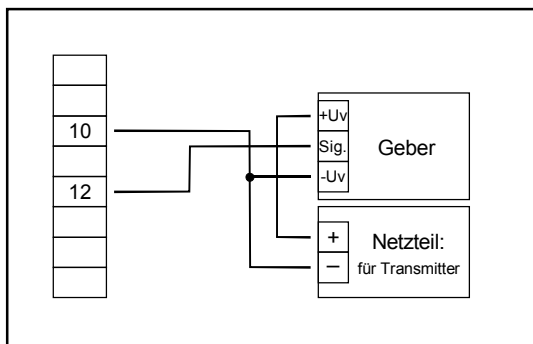 10
12
+Uv
Sig.
-Uv
Geber
+
–
Netzteil:
für Transmitter